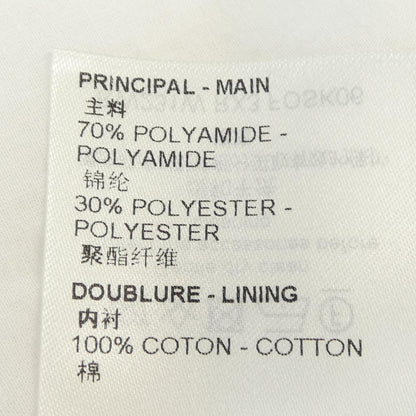 PRINCIPAL - MAIN
主料
70% POLYAMIDE -
POLYAMIDE
锦纶
30% POLYESTER -
POLYESTER
聚酯纤维
DOUBLURE - LINING
内衬
100% COTON - COTTON
棉